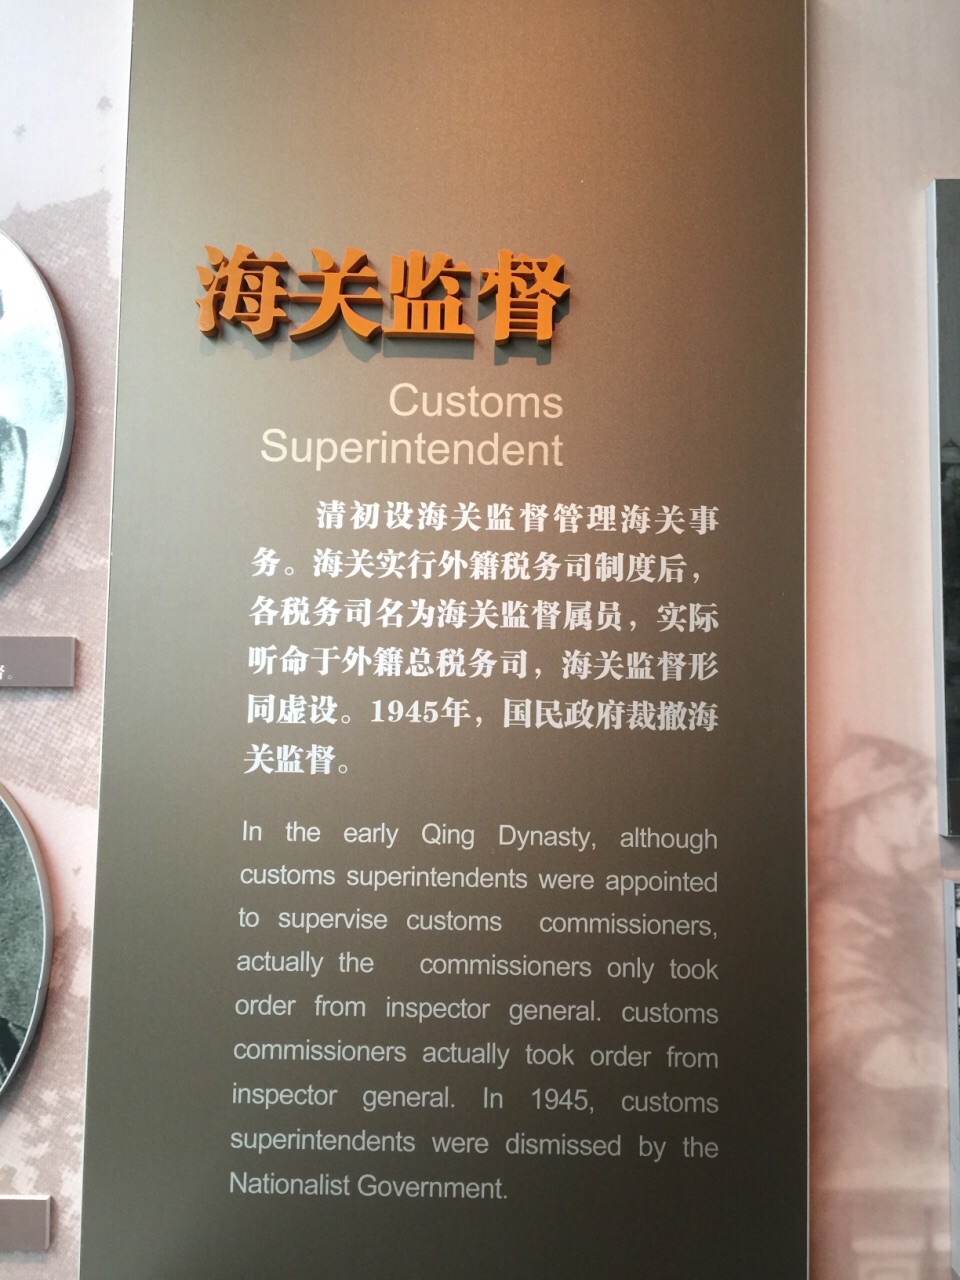 海关监督
Customs
Superintendent
清初设海关监督管理海关事
务。海关实行外籍税务司制度后，
各税务司名为海关监督属员，实际
听命于外籍总税务司，海关监督形
同虚设。1945年，国民政府裁撤海
关监督。
In the early Qing Dynasty, although
customs superintendents were appointed
to supervise customs commissioners,
actually the commissioners only took
order from inspector general. customs
commissioners actually took order from
inspector general. In 1945, customs
superintendents were dismissed by the
Nationalist Government.